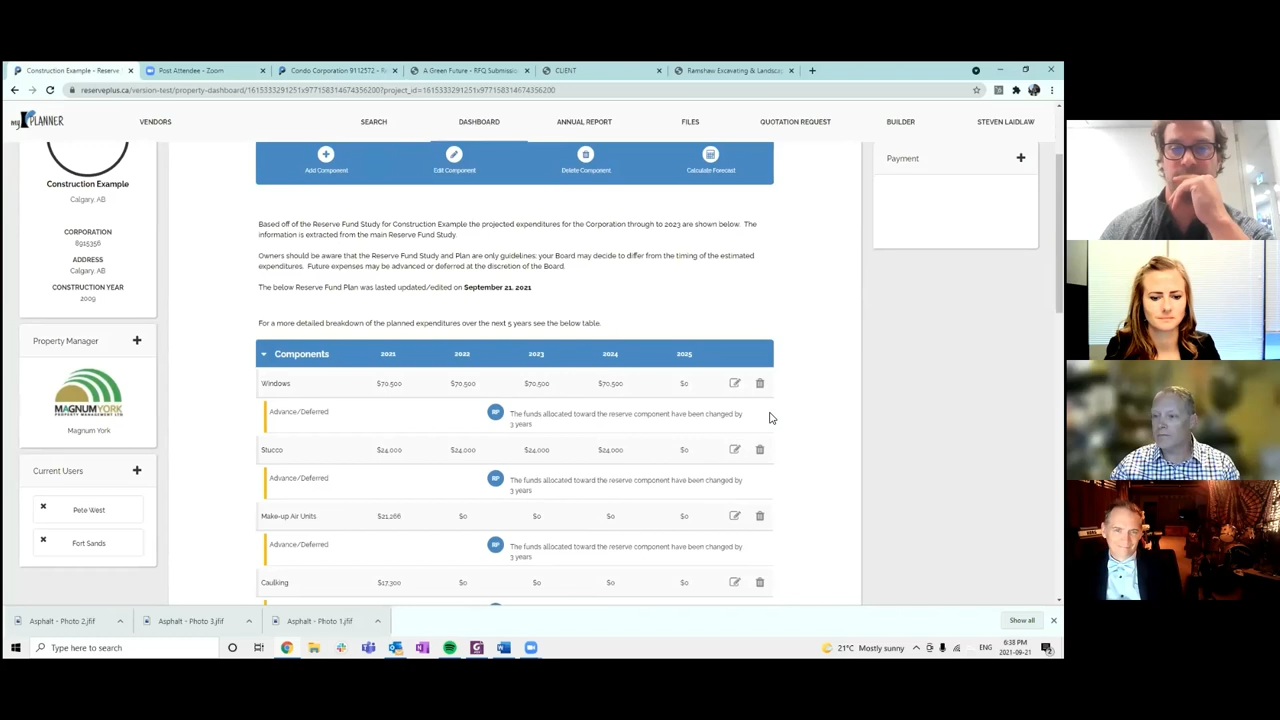 Construction Example - Reserve
Post Attendee - Zoom
Condo Corporation 9112572 - R
A Green Future - RFQ Submissio
CLIENT
Ramshaw Excavating & Landsca
reserveplus.ca/version-test/property-dashboard/1615333291251x977158314674356200?project_id=1615333291251x977158314674356200
my PLANNER
VENDORS
SEARCH
DASHBOARD
ANNUAL REPORT
FILES
QUOTATION REQUEST
BUILDER
STEVEN LAIDLAW
Construction Example
Calgary, AB
CORPORATION
8915356
ADDRESS
Calgary, AB
CONSTRUCTION YEAR
2009
Property Manager
MAGNUM YORK
PROPERTY MANAGEMENT LTD
Magnum York
Current Users
Pete West
Fort Sands
Add Component
Edit Component
Delete Component
Calculate Forecast
Based off of the Reserve Fund Study for Construction Example the projected expenditures for the Corporation through to 2023 are shown below. The
information is extracted from the main Reserve Fund Study.
Owners should be aware that the Reserve Fund Study and Plan are only guidelines; your Board may decide to differ from the timing of the estimated
expenditures. Future expenses may be advanced or deferred at the discretion of the Board.
The below Reserve Fund Plan was lasted updated/edited on September 21, 2021
For a more detailed breakdown of the planned expenditures over the next 5 years see the below table.
Components 2021 2022 2023 2024 2025
Windows $70,500 $70,500 $70,500 $70,500 $0
Advance/Deferred RP The funds allocated toward the reserve component have been changed by
3 years
Stucco $24,000 $24,000 $24,000 $24,000 $0
Advance/Deferred RP The funds allocated toward the reserve component have been changed by
3 years
Make-up Air Units $21,266 $0 $0 $0 $0
Advance/Deferred RP The funds allocated toward the reserve component have been changed by
3 years
Caulking $17,300 $0 $0 $0 $0
Payment
Asphalt - Photo 2.jfif
Asphalt - Photo 3.jfif
Asphalt - Photo 1.jfif
Show all
Type here to search
21°C Mostly sunny
ENG
6:38 PM
2021-09-21